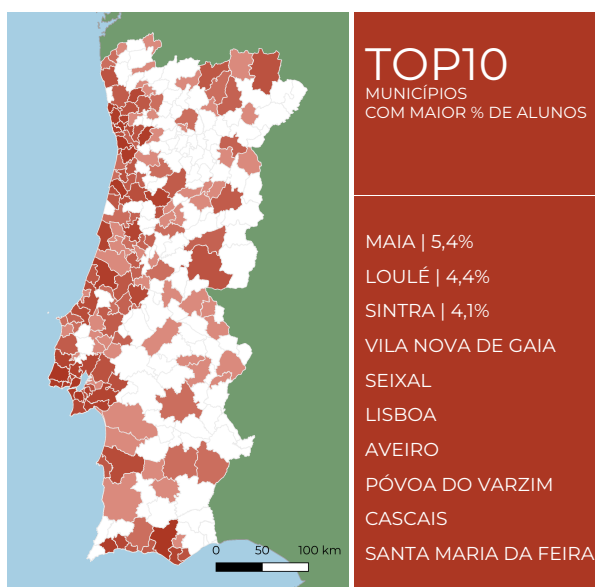 TOP10
MUNICÍPIOS
COM MAIOR % DE ALUNOS
MAIA | 5,4%
LOULÉ | 4,4%
SINTRA | 4,1%
VILA NOVA DE GAIA
SEIXAL
LISBOA
AVEIRO
PÓVOA DO VARZIM
CASCAIS
SANTA MARIA DA FEIRA
0 50 100 km